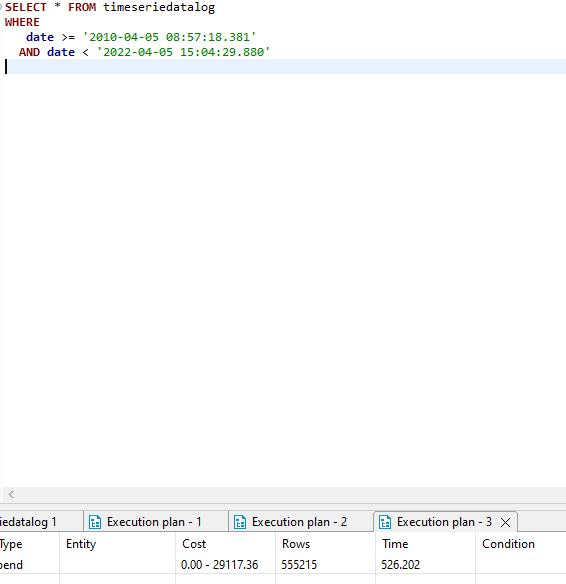 SELECT * FROM timeseriedatalog
WHERE
date >= '2010-04-05 08:57:18.381'
AND date < '2022-04-05 15:04:29.880'
iedatalog 1 Execution plan - 1 Execution plan - 2 Execution plan - 3
Type Entity Cost Rows Time Condition
pend 0.00 - 29117.36 555215 526.202